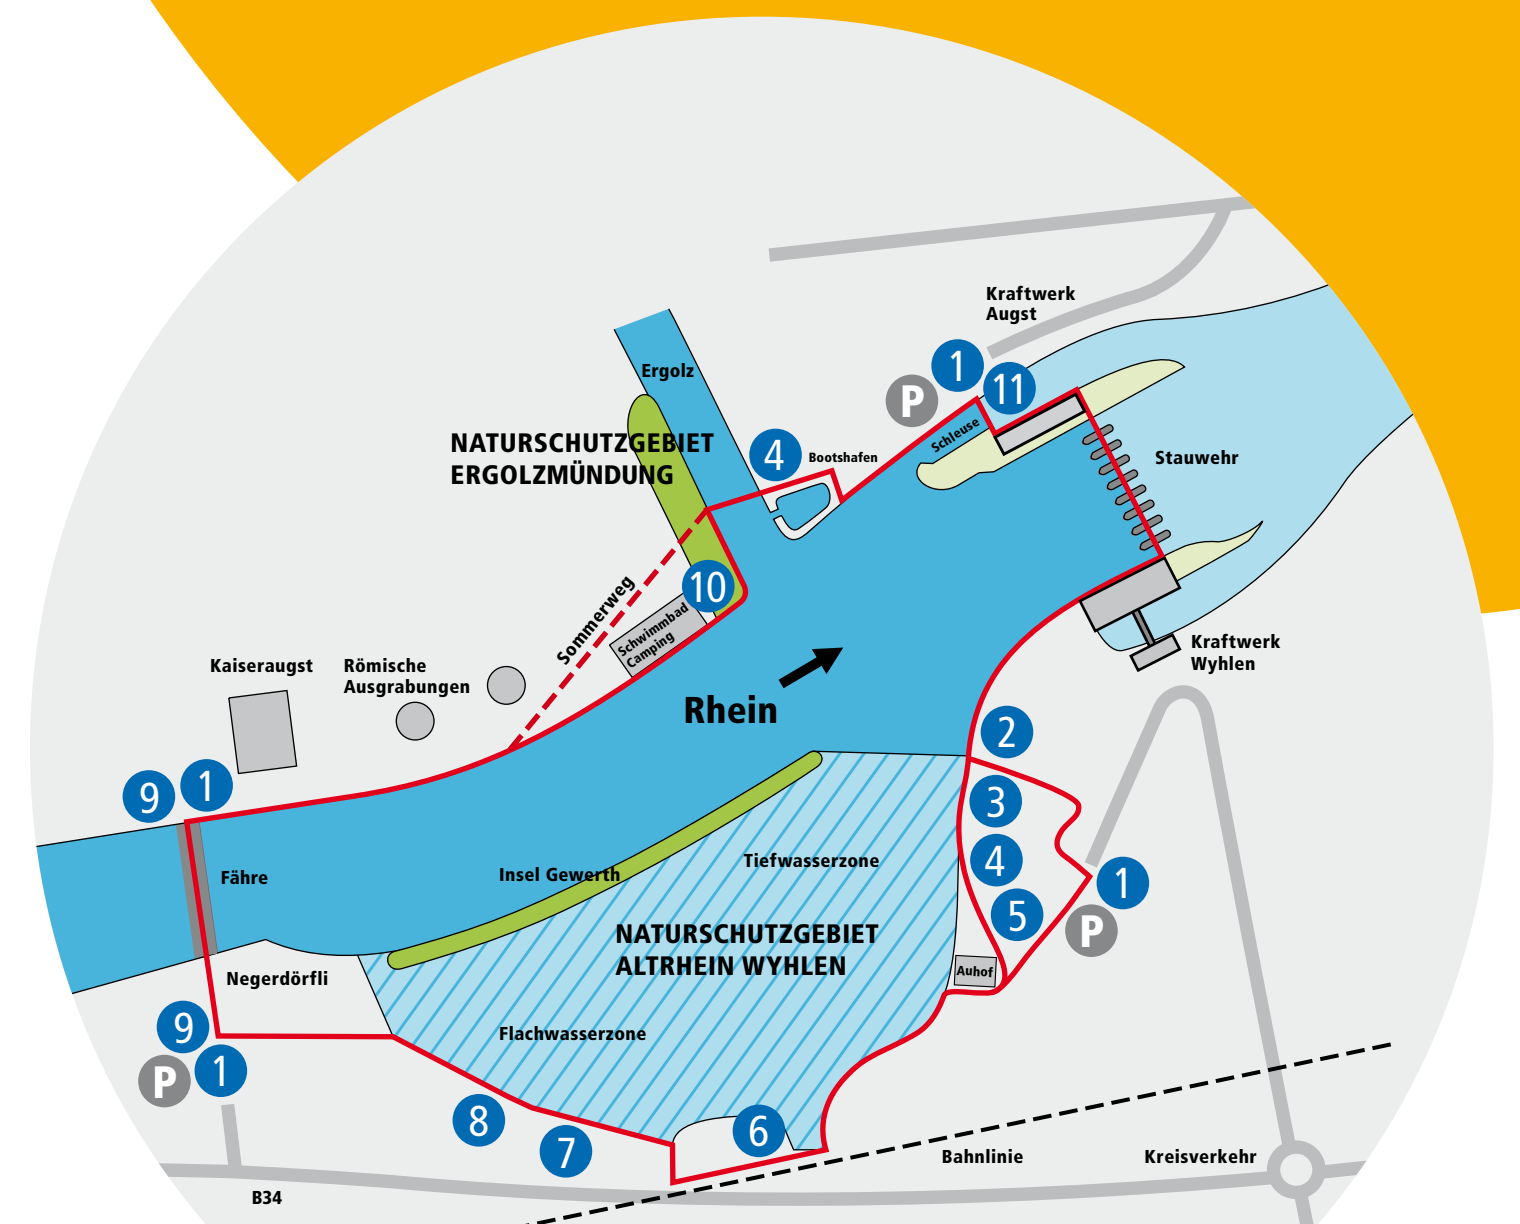 Kraftwerk
Augst
1
11
P
Ergolz
Schleuse
NATURSCHUTZGEBIET
ERGOLZMÜNDUNG
4
Bootshafen
Stauwehr
10
Sommerweg
Schwimmbad
Camping
Kraftwerk
Wyhlen
Kaiseraugst
Römische
Ausgrabungen
Rhein
2
9
1
3
Tiefwasserzone
4
Insel Gewerth
Fähre
1
5
P
NATURSCHUTZGEBIET
ALTRHEIN WYHLEN
Auhof
Negerdörfli
9
Flachwasserzone
P
1
8
7
6
Bahnlinie
Kreisverkehr
B34